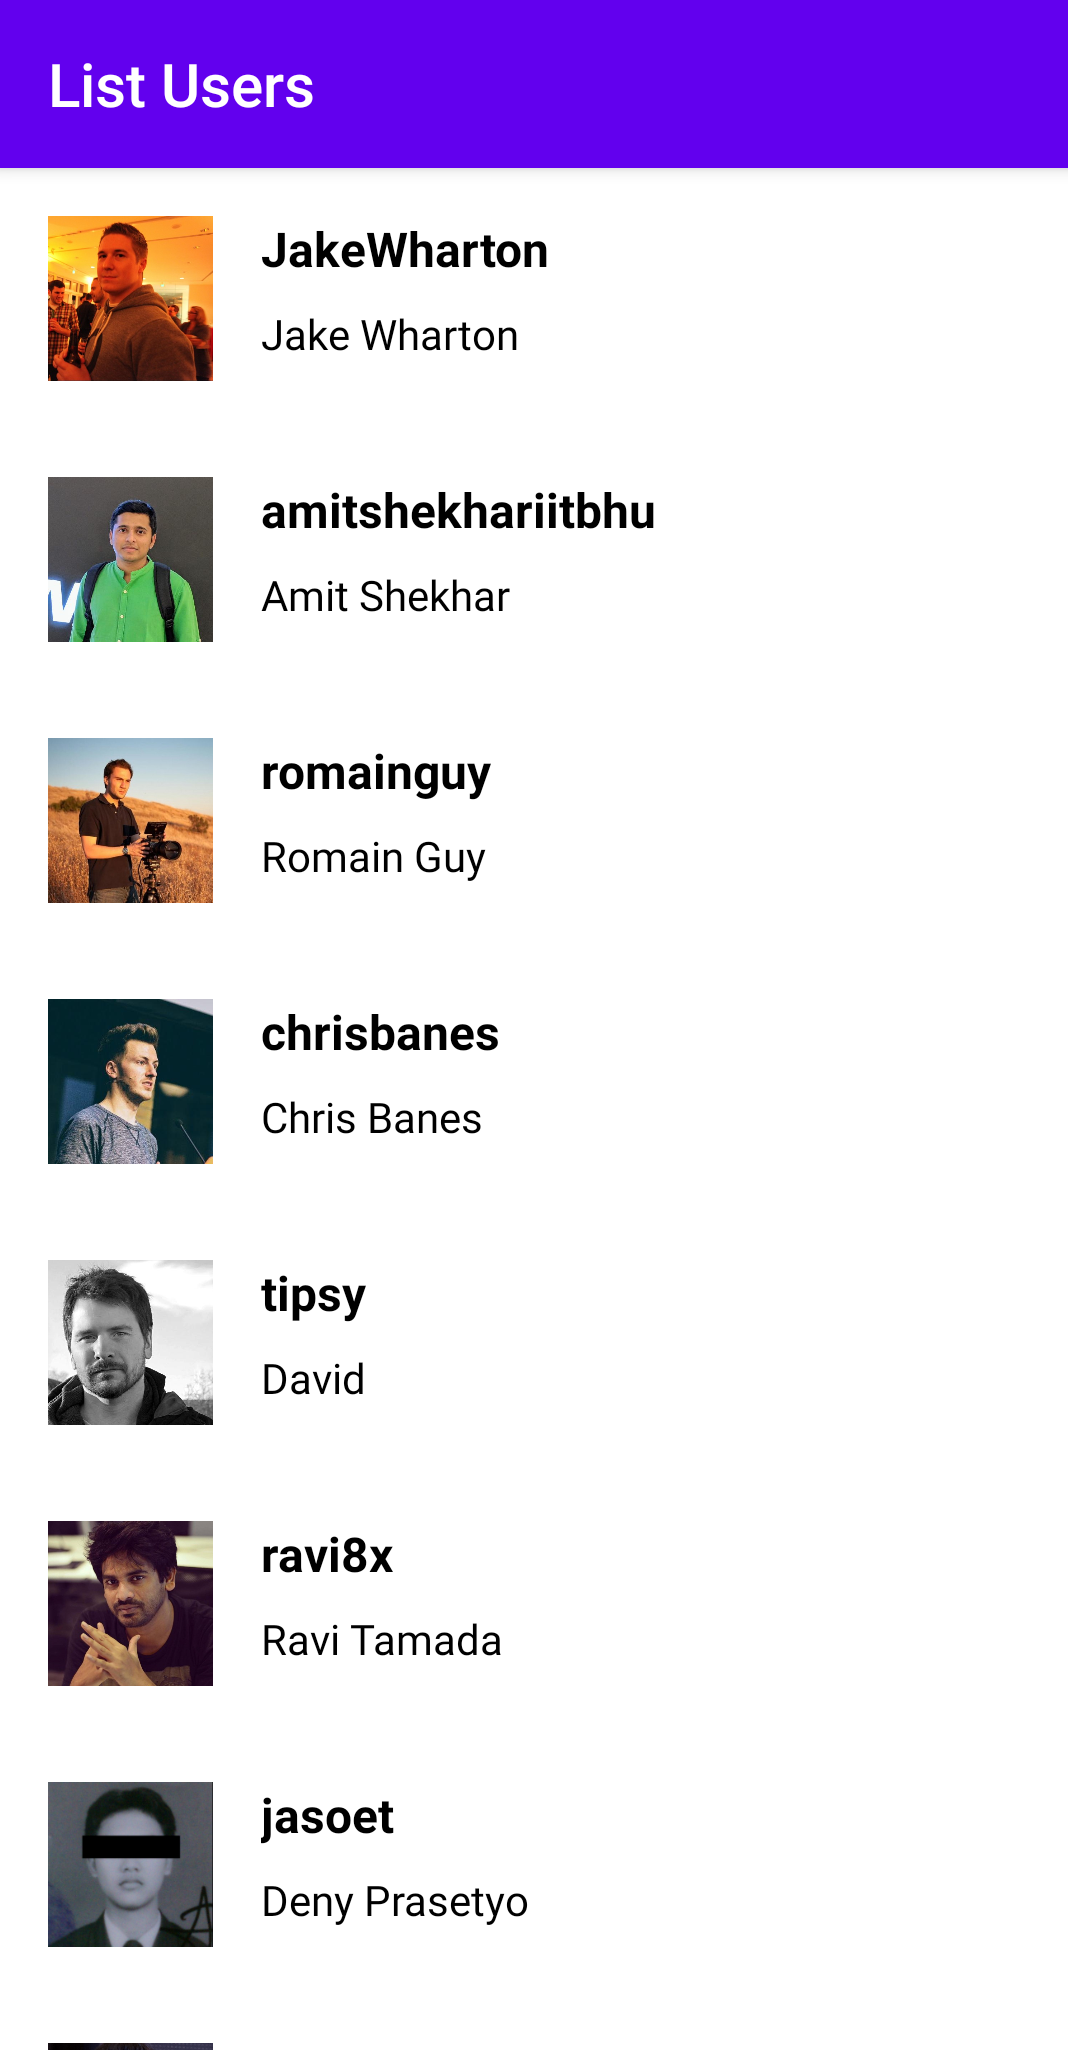 List Users
JakeWharton
Jake Wharton
amitshekhariitbhu
Amit Shekhar
romainguy
Romain Guy
chrisbanes
Chris Banes
tipsy
David
ravi8x
Ravi Tamada
jasoet
Deny Prasetyo